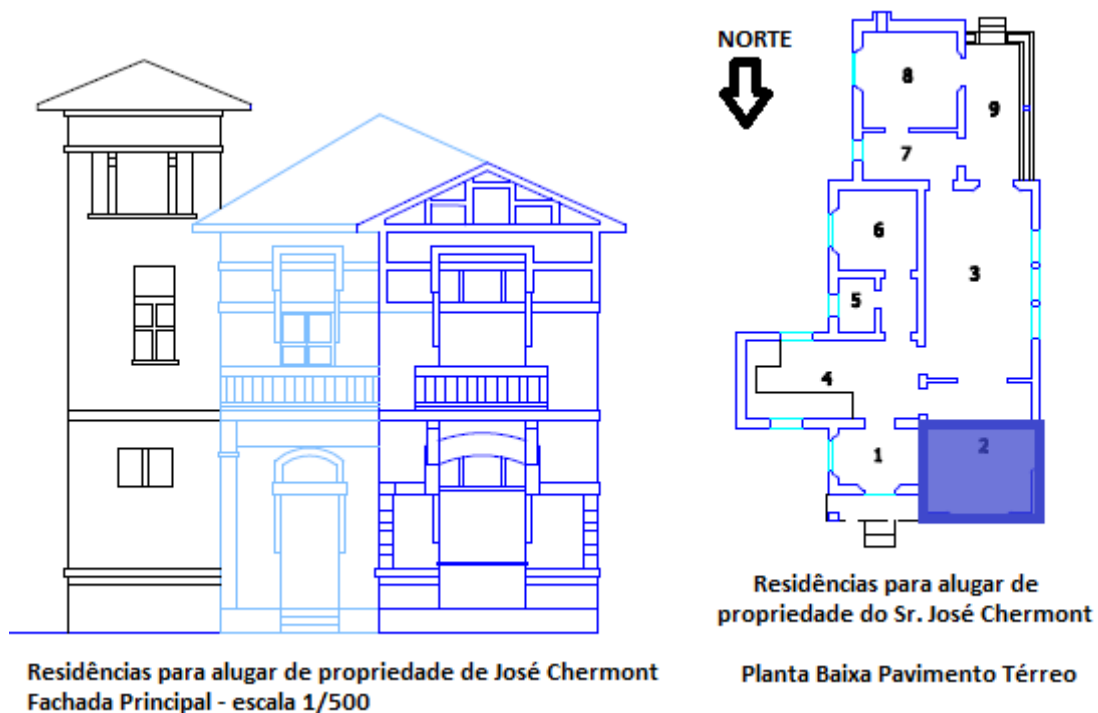 NORTE
8
9
7
6
3
5
4
2
1
Residências para alugar de
propriedade do Sr. José Chermont
Residências para alugar de propriedade de José Chermont
Fachada Principal - escala 1/500
Planta Baixa Pavimento Térreo